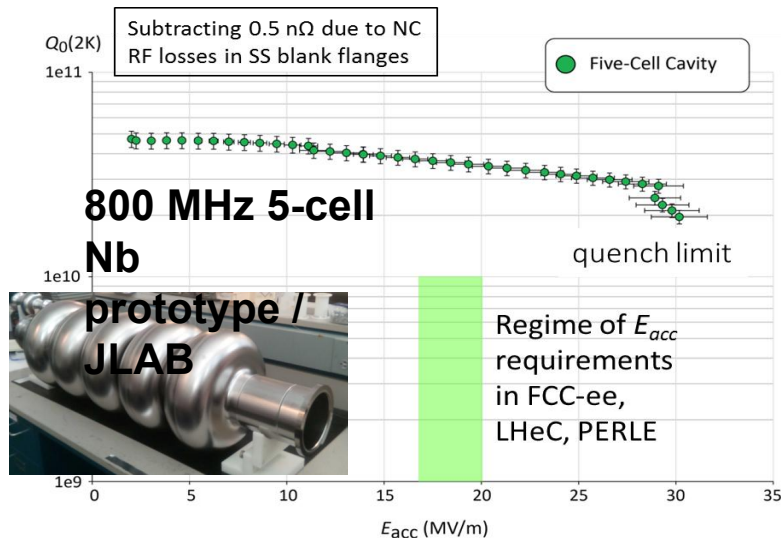 Subtracting 0.5 nΩ due to NC
RF losses in SS blank flanges
Q₀(2K)
1e11
Five-Cell Cavity
800 MHz 5-cell
Nb
prototype /
JLAB
quench limit
1e10
Regime of Eacc
requirements
in FCC-ee,
LHeC, PERLE
1e9
0 5 10 15 20 25 30 35
Eacc (MV/m)